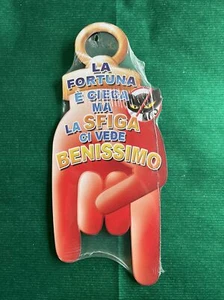 LA
FORTUNA
È CIECA
MA
LA SFIGA
CI VEDE
BENISSIMO